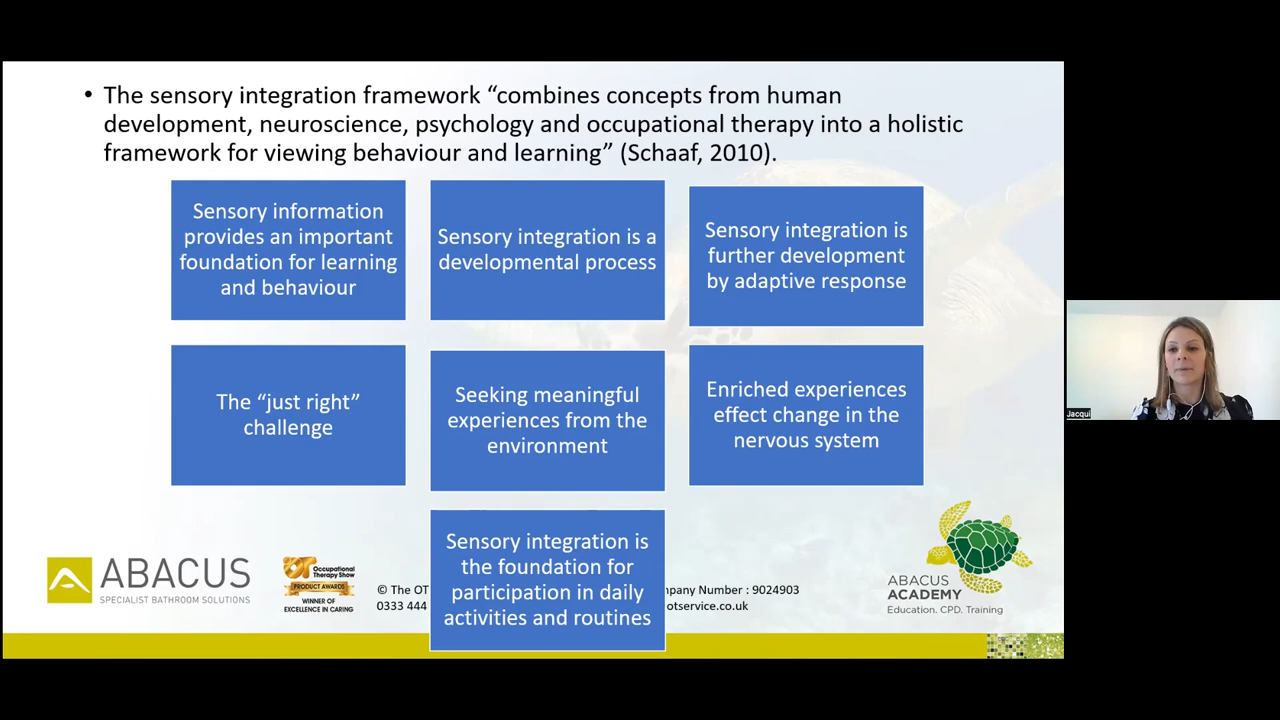 • The sensory integration framework “combines concepts from human
development, neuroscience, psychology and occupational therapy into a holistic
framework for viewing behaviour and learning” (Schaaf, 2010).
Sensory information
provides an important
foundation for learning
and behaviour
Sensory integration is a
developmental process
Sensory integration is
further development
by adaptive response
The “just right”
challenge
Seeking meaningful
experiences from the
environment
Enriched experiences
effect change in the
nervous system
Sensory integration is
the foundation for
participation in daily
activities and routines
ABACUS
SPECIALIST BATHROOM SOLUTIONS
OT
Occupational
Therapy Show
PRODUCT AWARDS
WINNER OF
EXCELLENCE IN CARING
© The OT
mpany Number : 9024903
0333 444
otservice.co.uk
ABACUS
ACADEMY
Education. CPD. Training
Jacqui